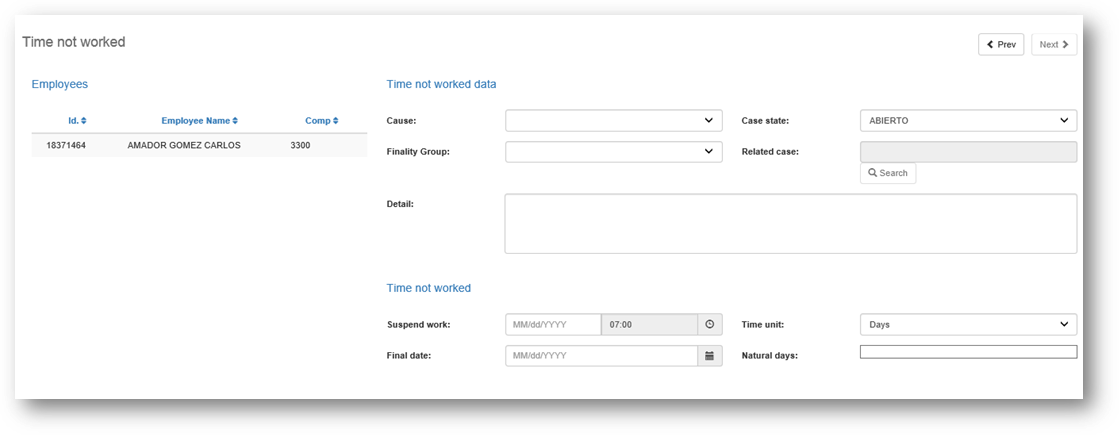 Time not worked
Prev Next
Employees
Id. Employee Name Comp
18371464 AMADOR GOMEZ CARLOS 3300
Time not worked data
Cause: Case state: ABIERTO
Finality Group: Related case:
Search
Detail:
Time not worked
Suspend work: MM/dd/YYYY 07:00 Time unit: Days
Final date: MM/dd/YYYY Natural days: